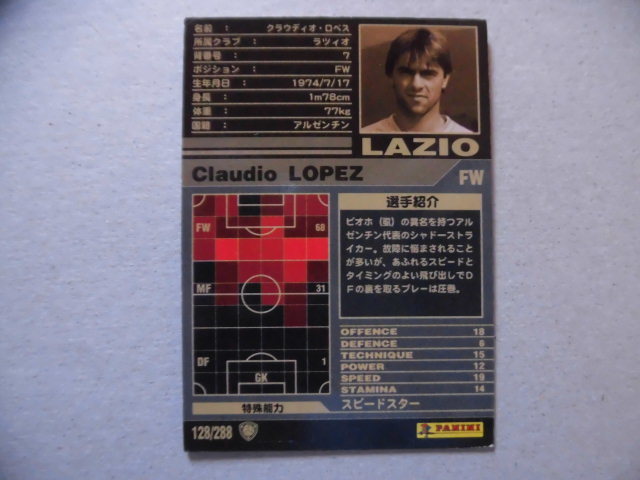 名前 : クラウディオ・ロペス
所属クラブ : ラツィオ
背番号 : 7
ポジション : FW
生年月日 : 1974/7/17
身長 : 1m78cm
体重 : 77kg
国籍 : アルゼンチン
LAZIO
Claudio LOPEZ
FW
FW 68
MF 31
DF 1
GK
選手紹介
ピオホ（虱）の異名を持つアル
ゼンチン代表のシャドーストラ
イカー。故障に悩まされること
が多いが、あふれるスピードと
タイミングのよい飛び出しでD
Fの裏を取るプレーは圧巻。
OFFENCE 18
DEFENCE 6
TECHNIQUE 15
POWER 12
SPEED 19
STAMINA 14
特殊能力 スピードスター
128/288
PANINI